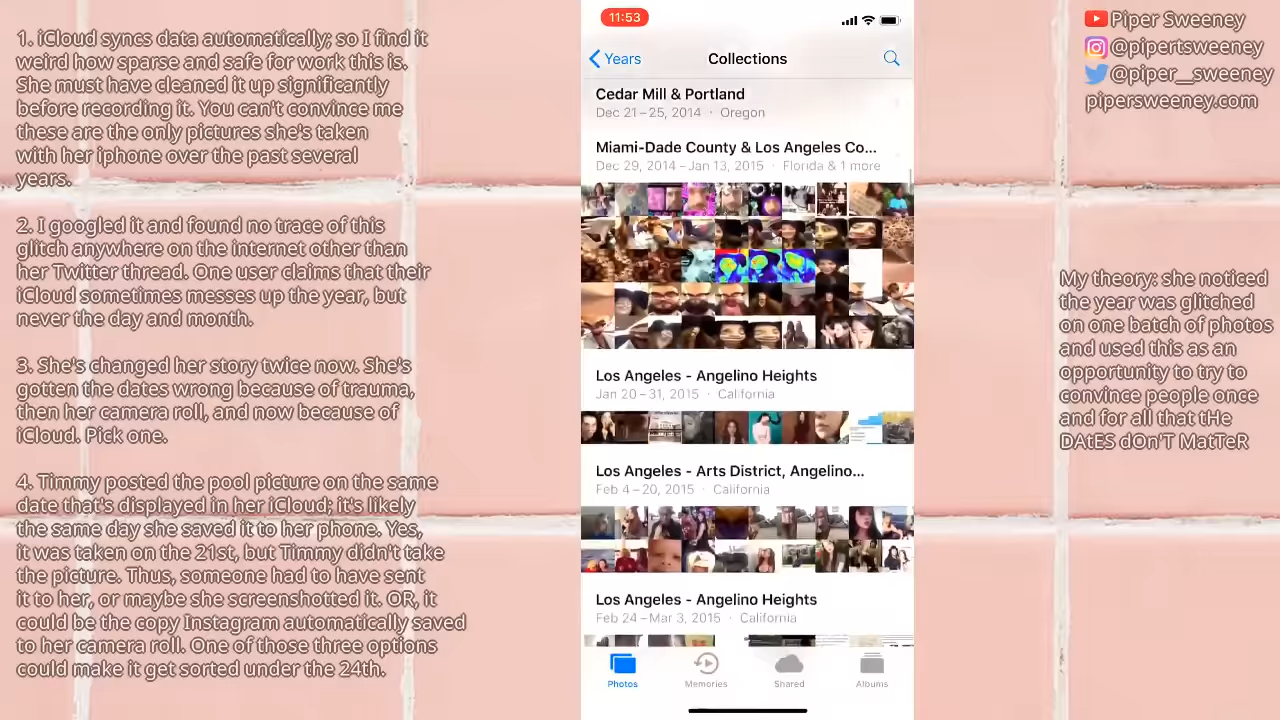 1. iCloud syncs data automatically; so I find it
weird how sparse and safe for work this is.
She must have cleaned it up significantly
before recording it. You can't convince me
these are the only pictures she's taken
with her iphone over the past several
years.
2. I googled it and found no trace of this
glitch anywhere on the internet other than
her Twitter thread. One user claims that their
iCloud sometimes messes up the year, but
never the day and month.
3. She's changed her story twice now. She's
gotten the dates wrong because of trauma,
then her camera roll, and now because of
iCloud. Pick one.
4. Timmy posted the pool picture on the same
date that's displayed in her iCloud; it's likely
the same day she saved it to her phone. Yes,
it was taken on the 21st, but Timmy didn't take
the picture. Thus, someone had to have sent
it to her, or maybe she screenshotted it. OR, it
could be the copy Instagram automatically saved
to her camera roll. One of those three options
could make it get sorted under the 24th.
11:53
Years
Collections
Cedar Mill & Portland
Dec 21–25, 2014 · Oregon
Miami-Dade County & Los Angeles Co...
Dec 29, 2014–Jan 13, 2015 · Florida & 1 more
Los Angeles - Angelino Heights
Jan 20–31, 2015 · California
Los Angeles - Arts District, Angelino...
Feb 4–20, 2015 · California
Los Angeles - Angelino Heights
Feb 24–Mar 3, 2015 · California
Photos
Memories
Shared
Albums
Piper Sweeney
@pipertsweeney
@piper__sweeney
pipersweeney.com
My theory: she noticed
the year was glitched
on one batch of photos
and used this as an
opportunity to try to
convince people once
and for all that tHe
DAtES dOn'T MatTeR